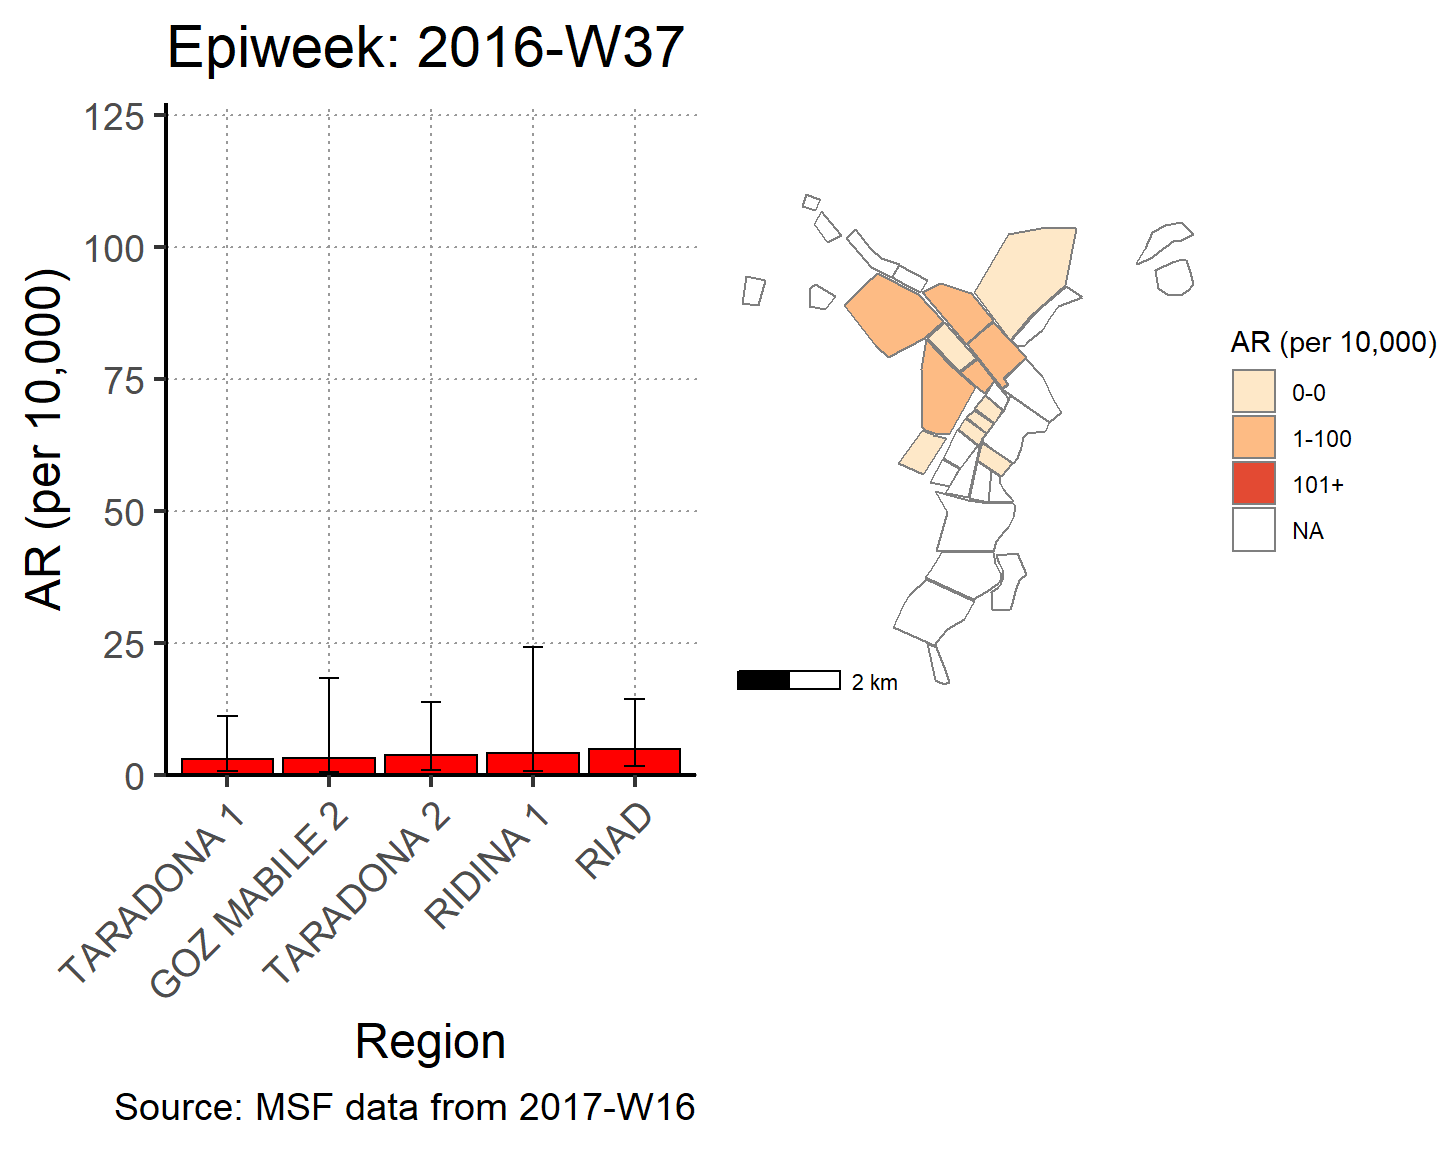 Epiweek: 2016-W37
AR (per 10,000)
125
100
75
50
25
0
TARADONA 1
GOZ MABILE 2
TARADONA 2
RIDINA 1
RIAD
Region
Source: MSF data from 2017-W16
2 km
AR (per 10,000)
0-0
1-100
101+
NA